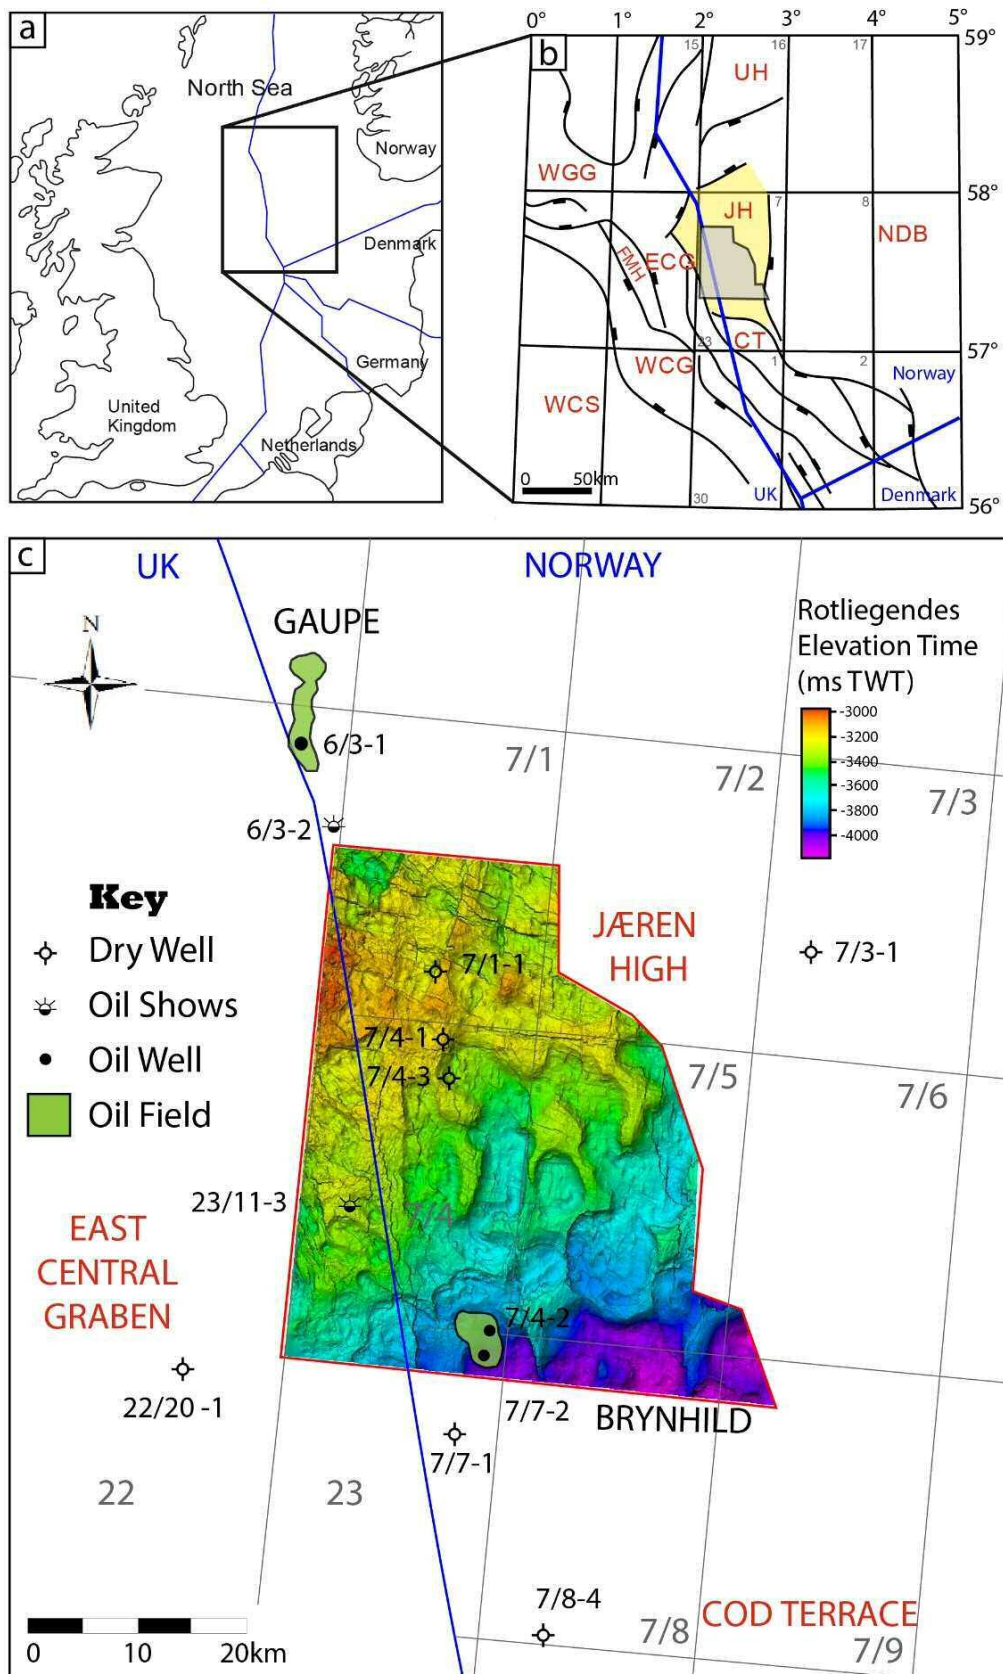 a
North Sea
Norway
Denmark
Germany
United
Kingdom
Netherlands
0° 1° 2° 3° 4° 5°
b
59°
15 16 17
UH
WGG
58°
JH
7 8
NDB
FMH
ECG
CT
57°
23 1 2
WCG
Norway
WCS
0 50km
30
UK
Denmark
56°
c
UK
NORWAY
GAUPE
N
Rotliegendes
Elevation Time
(ms TWT)
-3000
-3200
-3400
-3600
-3800
-4000
6/3-1
7/1
7/2
7/3
6/3-2
Key
Dry Well
Oil Shows
Oil Well
Oil Field
JÆREN
HIGH
7/3-1
7/1-1
7/4-1
7/4-3
7/5
7/6
23/11-3
7/4
EAST
CENTRAL
GRABEN
7/4-2
22/20 -1
7/7-2
BRYNHILD
7/7-1
22
23
7/8-4
COD TERRACE
7/8
7/9
0 10 20km